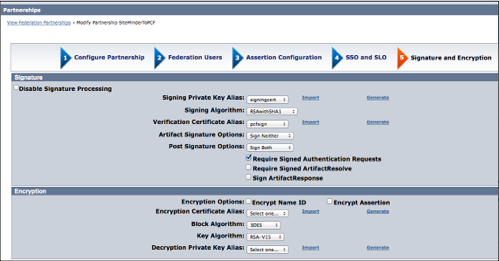 Partnerships
View Federation Partnerships › Modify Partnership SiteMinderToPCF
1 Configure Partnership 2 Federation Users 3 Assertion Configuration 4 SSO and SLO 5 Signature and Encryption
Signature
Disable Signature Processing
Signing Private Key Alias: signingcert Import Generate
Signing Algorithm: RSAwithSHA1
Verification Certificate Alias: pcfsign Import Generate
Artifact Signature Options: Sign Neither
Post Signature Options: Sign Both
Require Signed Authentication Requests
Require Signed ArtifactResolve
Sign ArtifactResponse
Encryption
Encryption Options: Encrypt Name ID Encrypt Assertion
Encryption Certificate Alias: Select one... Import Generate
Block Algorithm: 3DES
Key Algorithm: RSA-V15
Decryption Private Key Alias: Select one... Import Generate